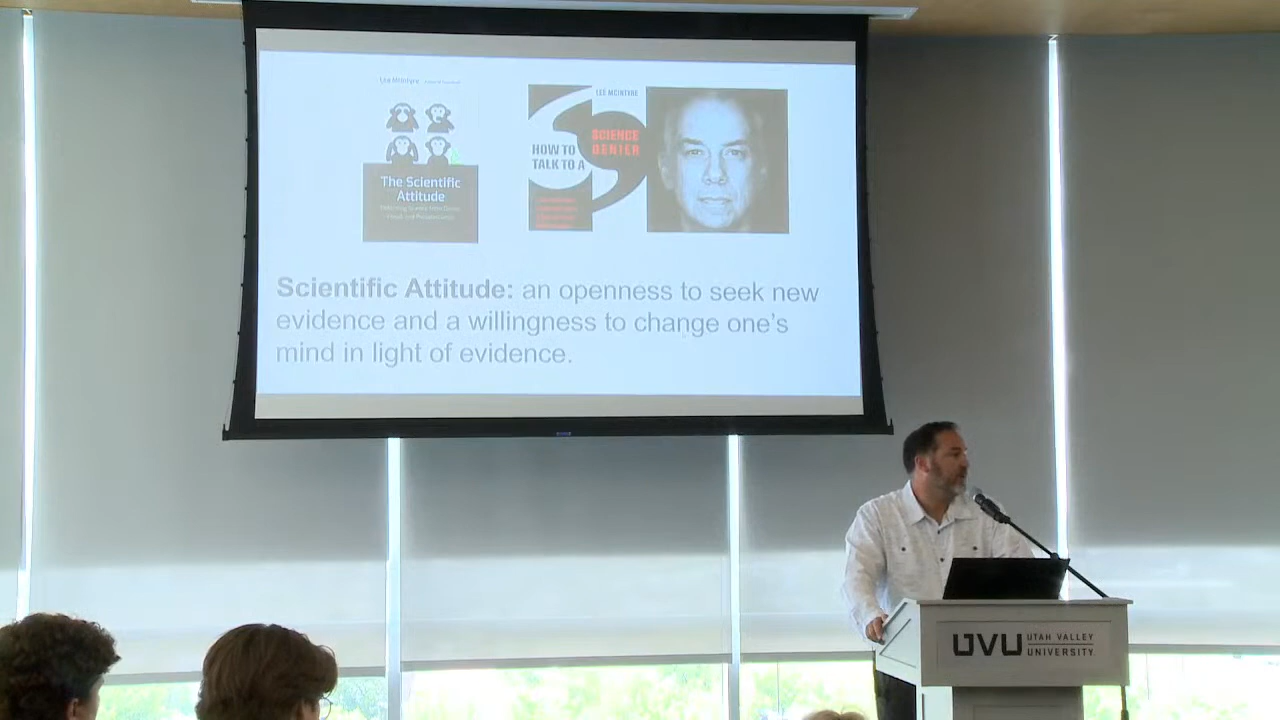 Lee McIntyre
The Scientific
Attitude
LEE MCINTYRE
HOW TO
TALK TO A
SCIENCE
DENIER
Scientific Attitude: an openness to seek new
evidence and a willingness to change one's
mind in light of evidence.
UVU UTAH VALLEY
UNIVERSITY